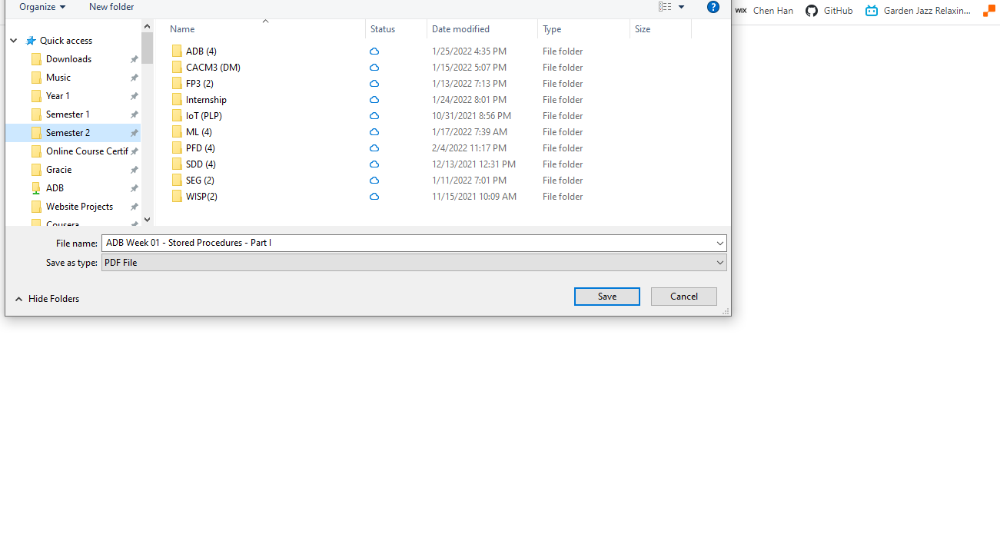 Organize New folder ?
WIX Chen Han GitHub Garden Jazz Relaxin...
Name Status Date modified Type Size
Quick access
Downloads
Music
Year 1
Semester 1
Semester 2
Online Course Certif
Gracie
ADB
Website Projects
Cousera
ADB (4) 1/25/2022 4:35 PM File folder
CACM3 (DM) 1/15/2022 5:07 PM File folder
FP3 (2) 1/13/2022 7:13 PM File folder
Internship 1/24/2022 8:01 PM File folder
IoT (PLP) 10/31/2021 8:56 PM File folder
ML (4) 1/17/2022 7:39 AM File folder
PFD (4) 2/4/2022 11:17 PM File folder
SDD (4) 12/13/2021 12:31 PM File folder
SEG (2) 1/11/2022 7:01 PM File folder
WISP(2) 11/15/2021 10:09 AM File folder
File name: ADB Week 01 - Stored Procedures - Part I
Save as type: PDF File
Hide Folders Save Cancel